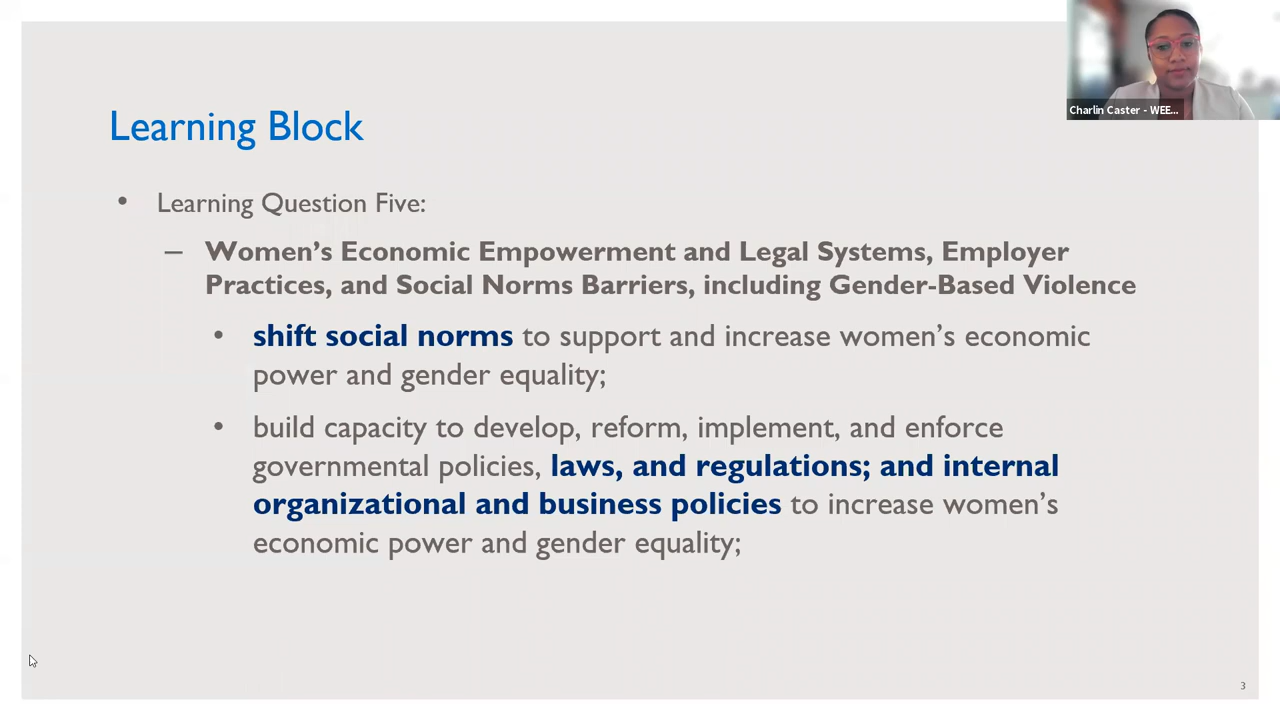 Charlin Caster - WEE...
Learning Block
• Learning Question Five:
– Women’s Economic Empowerment and Legal Systems, Employer
Practices, and Social Norms Barriers, including Gender-Based Violence
• shift social norms to support and increase women’s economic
power and gender equality;
• build capacity to develop, reform, implement, and enforce
governmental policies, laws, and regulations; and internal
organizational and business policies to increase women’s
economic power and gender equality;
3